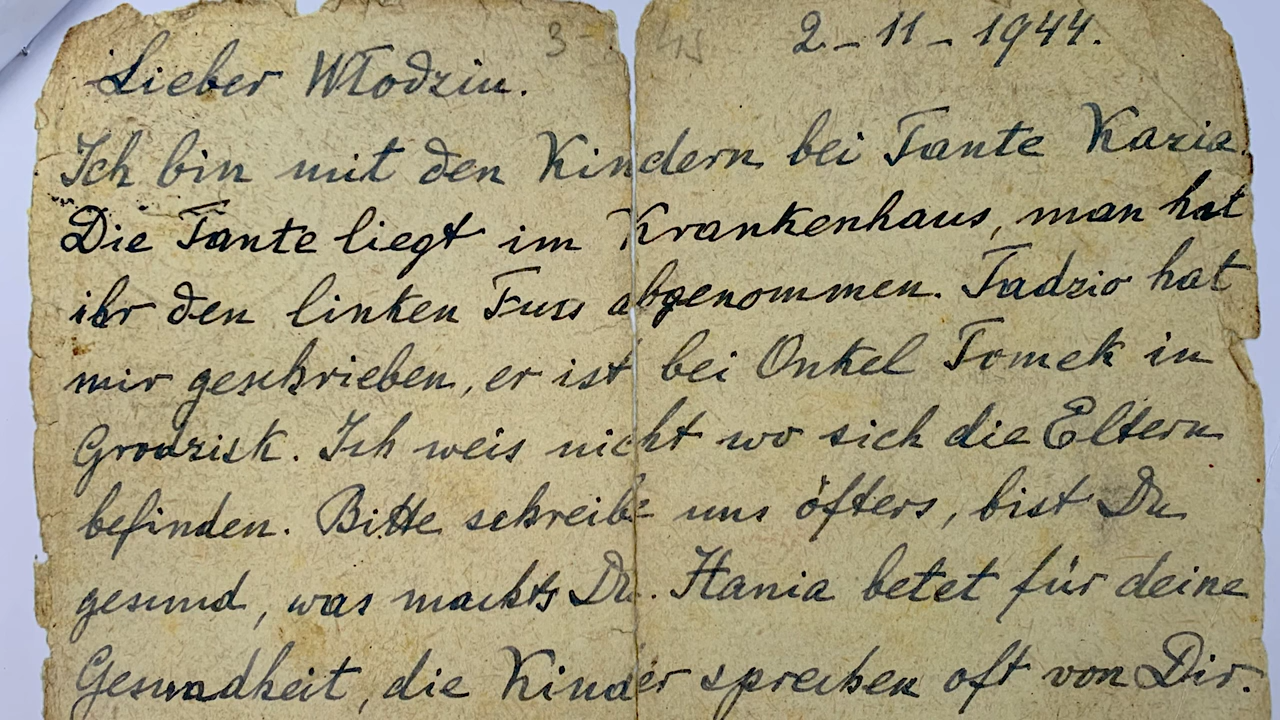 2-11-1944.
Lieber Włodziu.
Ich bin mit den Kindern bei Tante Kazia
Die Tante liegt im Krankenhaus, man hat
ihr den linken Fuss abgenommen. Tadzio hat
mir geschrieben, er ist bei Onkel Tomek in
Grodzisk. Ich weis nicht wo sich die Eltern
befinden. Bitte schreibe uns öfters, bist Du
gesund, was machts Du. Hania betet für deine
Gesundheit, die Kinder sprechen oft von Dir.